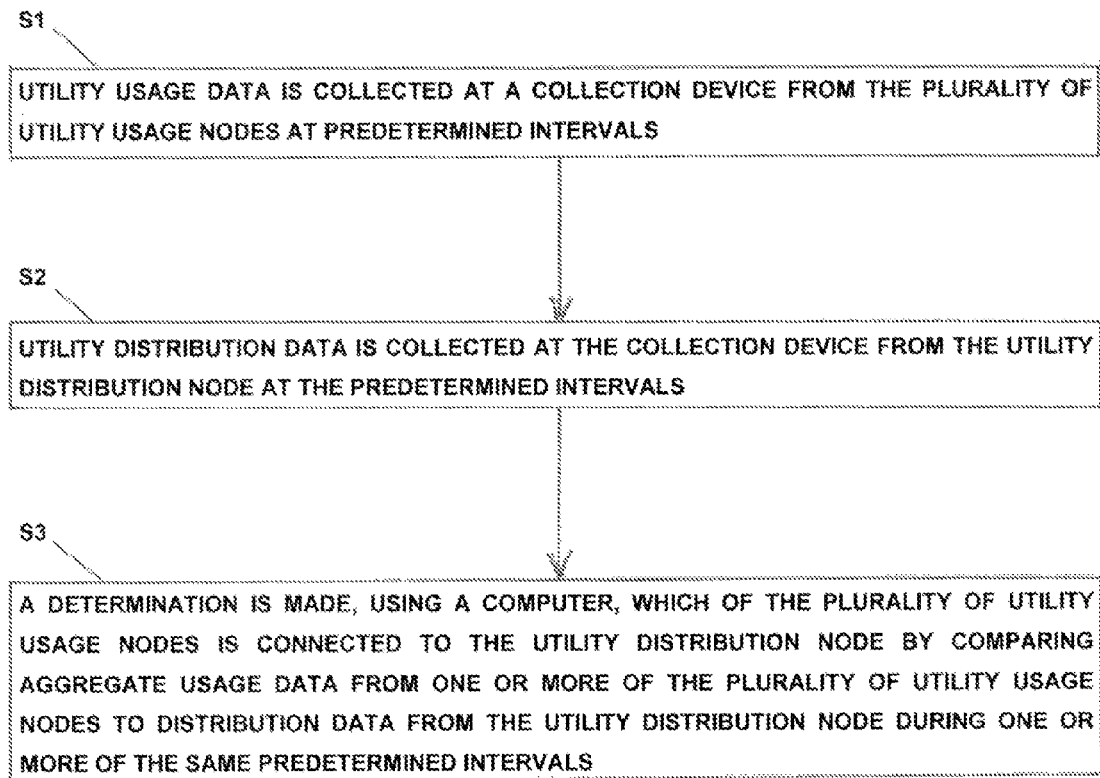 S1
UTILITY USAGE DATA IS COLLECTED AT A COLLECTION DEVICE FROM THE PLURALITY OF
UTILITY USAGE NODES AT PREDETERMINED INTERVALS
S2
UTILITY DISTRIBUTION DATA IS COLLECTED AT THE COLLECTION DEVICE FROM THE UTILITY
DISTRIBUTION NODE AT THE PREDETERMINED INTERVALS
S3
A DETERMINATION IS MADE, USING A COMPUTER, WHICH OF THE PLURALITY OF UTILITY
USAGE NODES IS CONNECTED TO THE UTILITY DISTRIBUTION NODE BY COMPARING
AGGREGATE USAGE DATA FROM ONE OR MORE OF THE PLURALITY OF UTILITY USAGE
NODES TO DISTRIBUTION DATA FROM THE UTILITY DISTRIBUTION NODE DURING ONE OR
MORE OF THE SAME PREDETERMINED INTERVALS